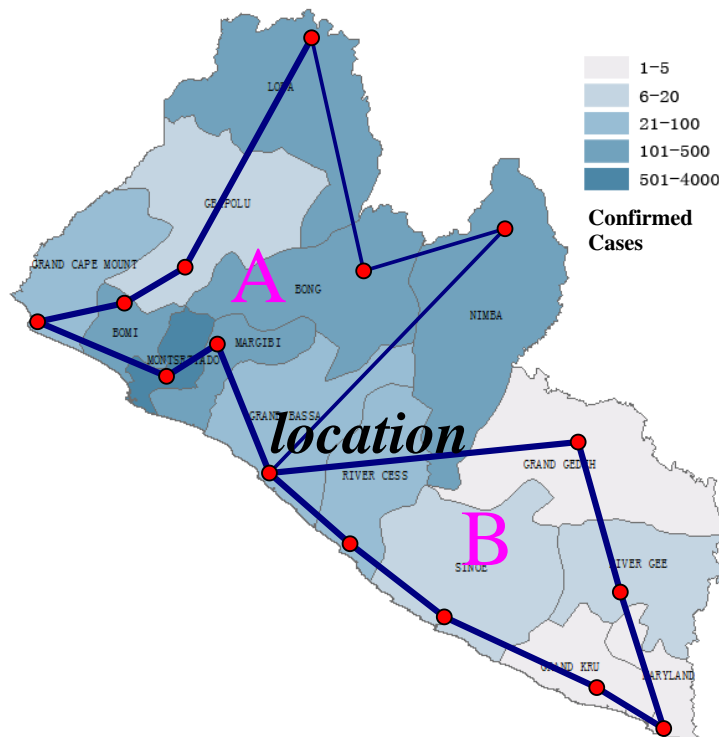 LOFA
1-5
6-20
21-100
101-500
501-4000
Confirmed
Cases
GRAND CAPE MOUNT
A
BONG
NIMBA
BOMI
MARGIBI
MONTSERRADO
GRAND BASSA
location
GRAND GEDEH
RIVER CESS
B
SINOE
RIVER GEE
GRAND KRU
MARYLAND